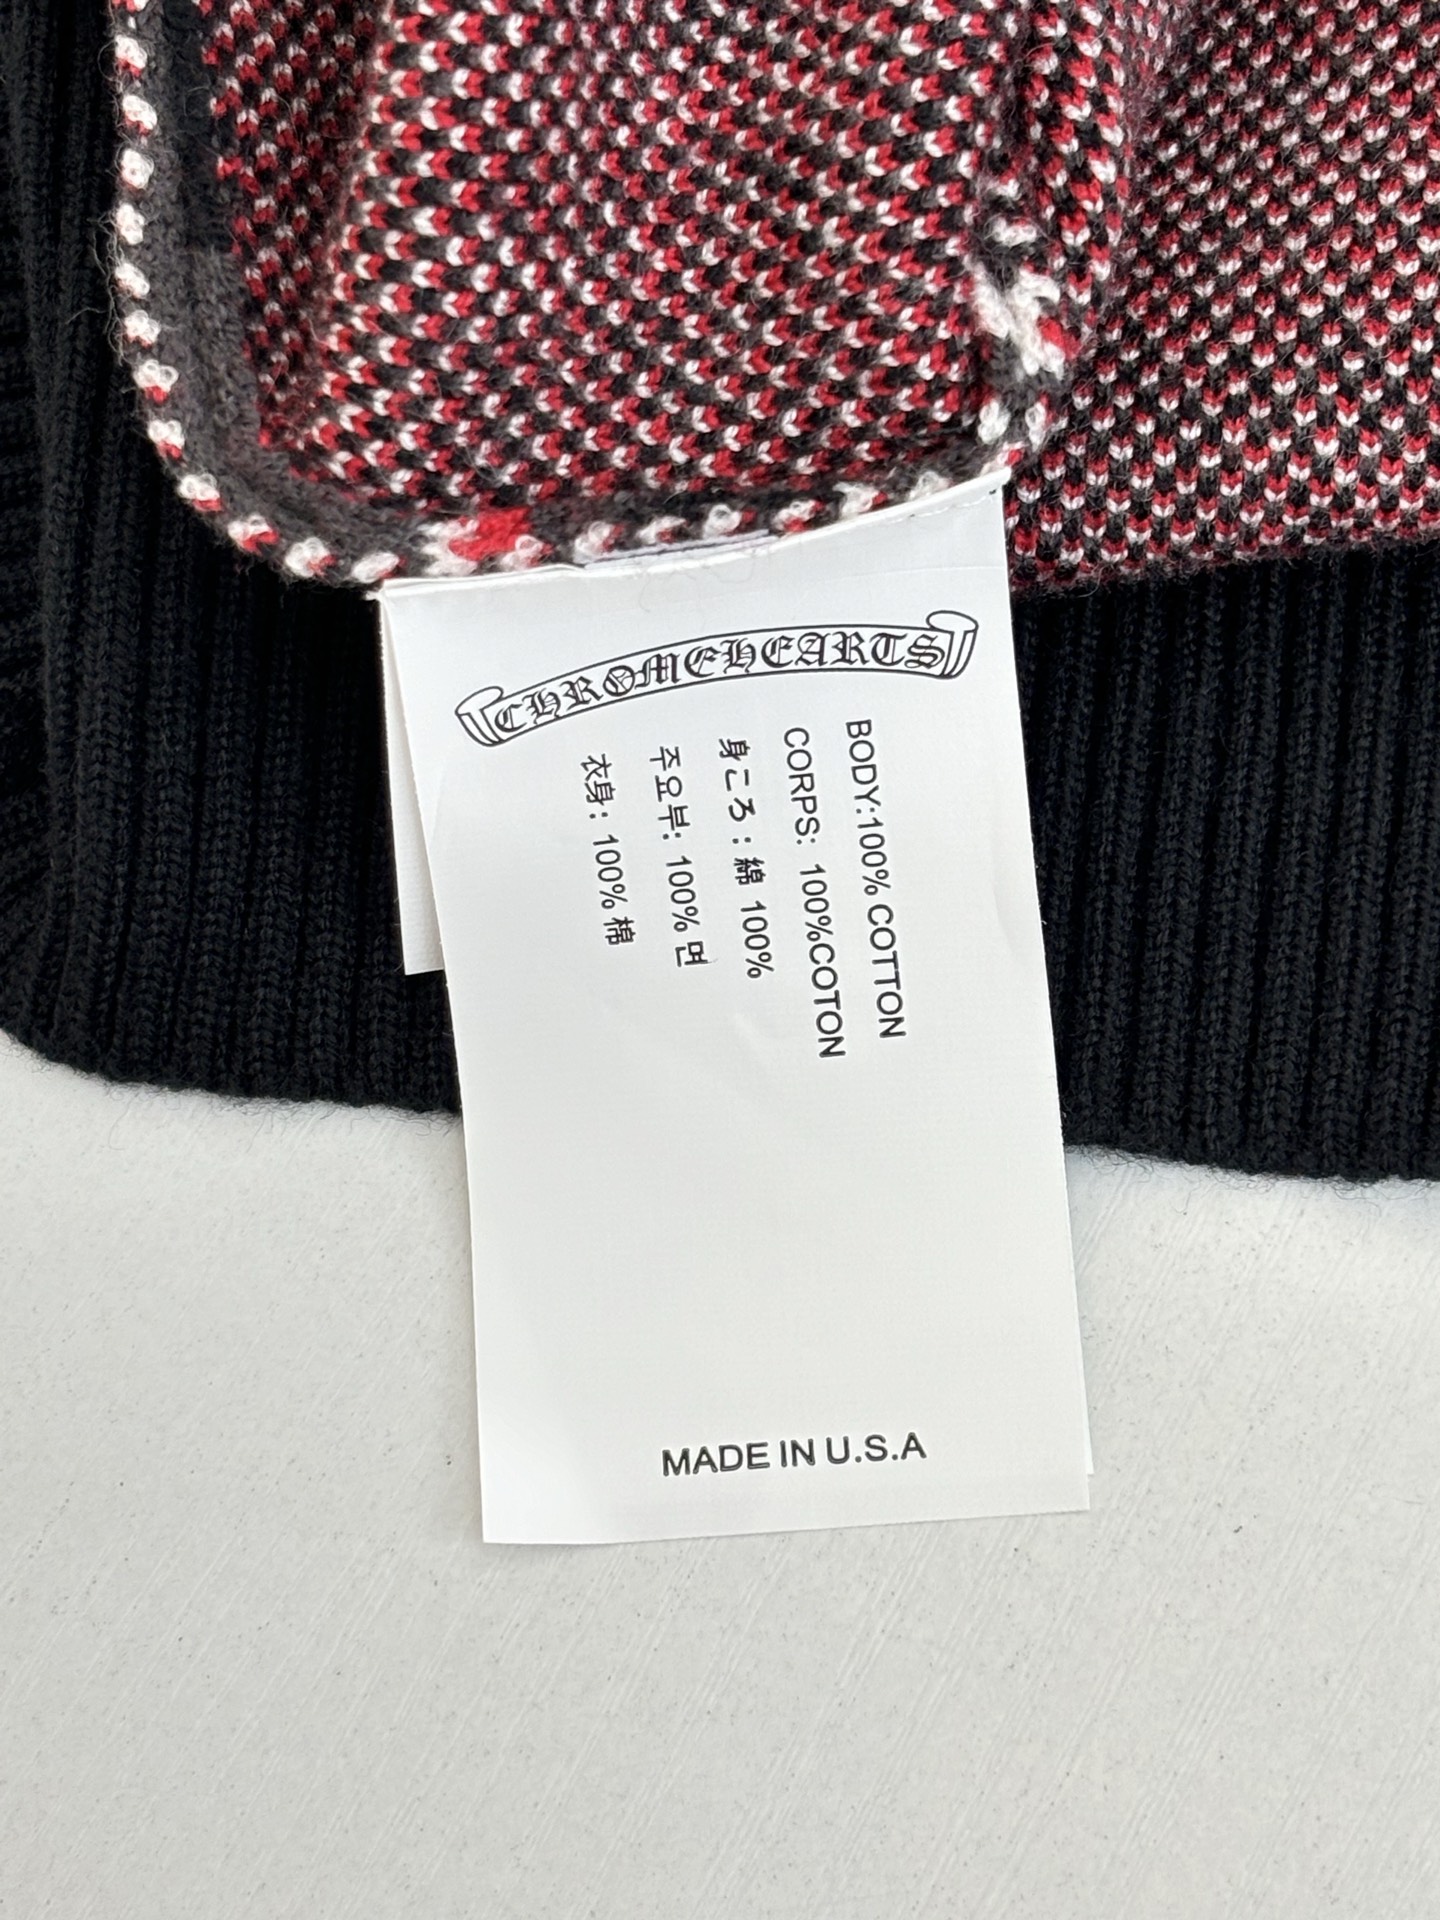 CHROMEHEARTS
BODY:100% COTTON
CORPS: 100%COTON
身ころ : 綿 100%
주요부: 100% 면
衣身: 100% 棉
MADE IN U.S.A